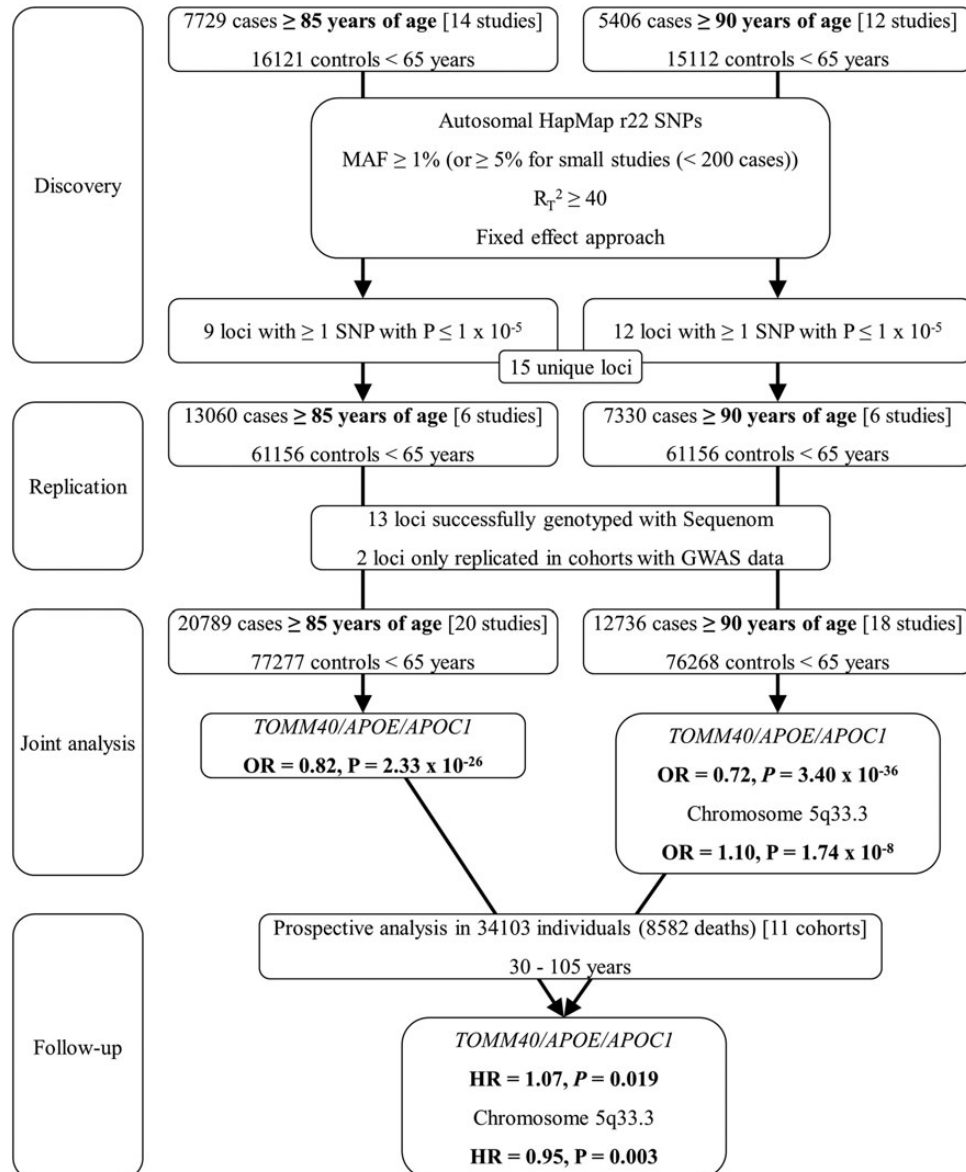 Discovery
7729 cases ≥ 85 years of age [14 studies]
16121 controls < 65 years
5406 cases ≥ 90 years of age [12 studies]
15112 controls < 65 years
Autosomal HapMap r22 SNPs
MAF ≥ 1% (or ≥ 5% for small studies (< 200 cases))
R_T² ≥ 40
Fixed effect approach
9 loci with ≥ 1 SNP with P ≤ 1 x 10⁻⁵
12 loci with ≥ 1 SNP with P ≤ 1 x 10⁻⁵
15 unique loci
Replication
13060 cases ≥ 85 years of age [6 studies]
61156 controls < 65 years
7330 cases ≥ 90 years of age [6 studies]
61156 controls < 65 years
13 loci successfully genotyped with Sequenom
2 loci only replicated in cohorts with GWAS data
Joint analysis
20789 cases ≥ 85 years of age [20 studies]
77277 controls < 65 years
12736 cases ≥ 90 years of age [18 studies]
76268 controls < 65 years
TOMM40/APOE/APOC1
OR = 0.82, P = 2.33 x 10⁻²⁶
TOMM40/APOE/APOC1
OR = 0.72, P = 3.40 x 10⁻³⁶
Chromosome 5q33.3
OR = 1.10, P = 1.74 x 10⁻⁸
Follow-up
Prospective analysis in 34103 individuals (8582 deaths) [11 cohorts]
30 - 105 years
TOMM40/APOE/APOC1
HR = 1.07, P = 0.019
Chromosome 5q33.3
HR = 0.95, P = 0.003